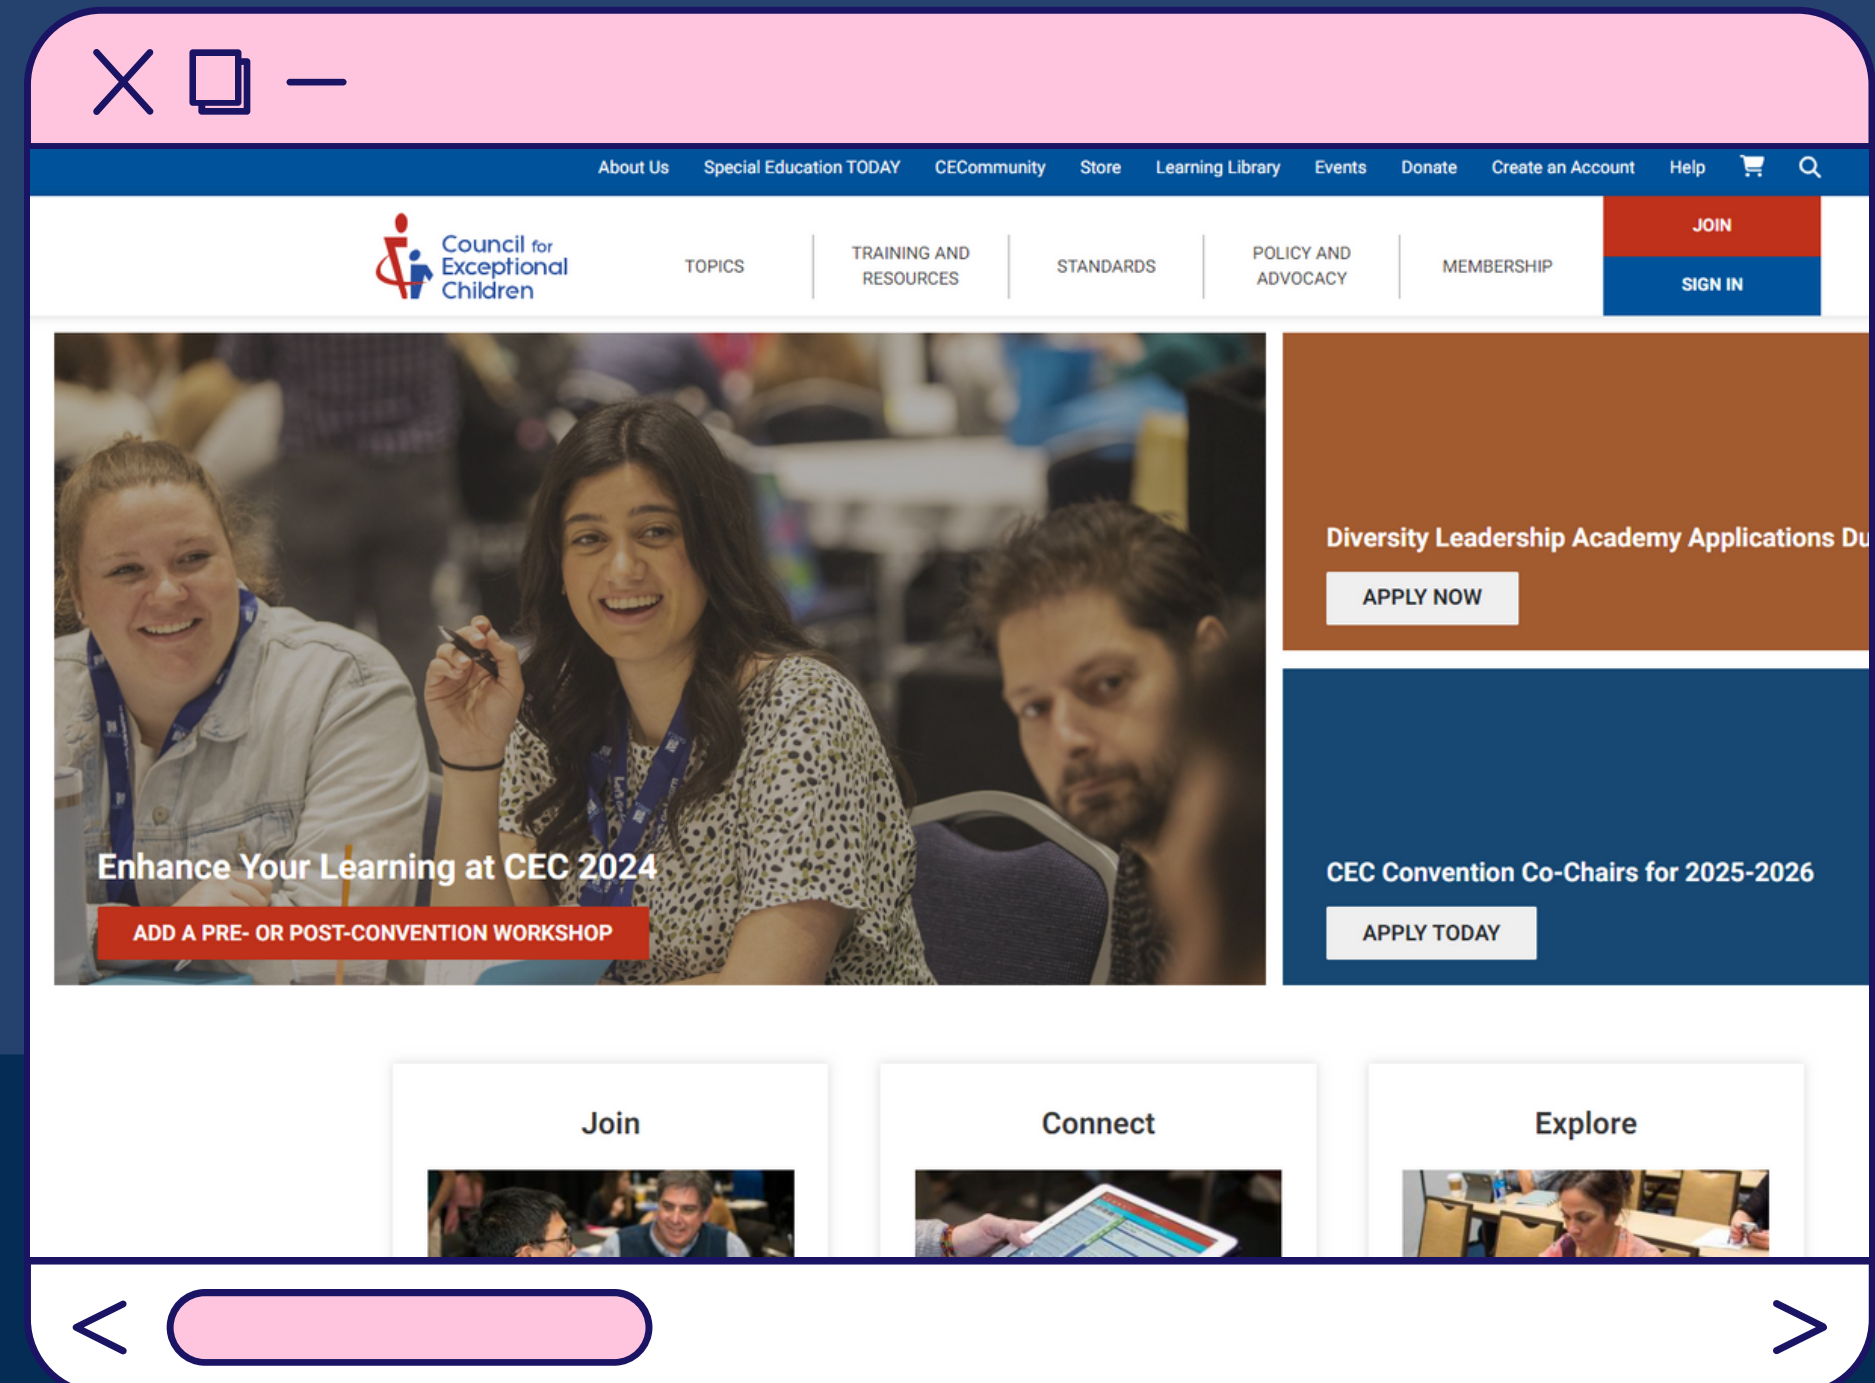 About Us Special Education TODAY CECommunity Store Learning Library Events Donate Create an Account Help
Council for
Exceptional
Children
TOPICS
TRAINING AND
RESOURCES
STANDARDS
POLICY AND
ADVOCACY
MEMBERSHIP
JOIN
SIGN IN
Enhance Your Learning at CEC 2024
ADD A PRE- OR POST-CONVENTION WORKSHOP
Diversity Leadership Academy Applications Du
APPLY NOW
CEC Convention Co-Chairs for 2025-2026
APPLY TODAY
Join
Connect
Explore